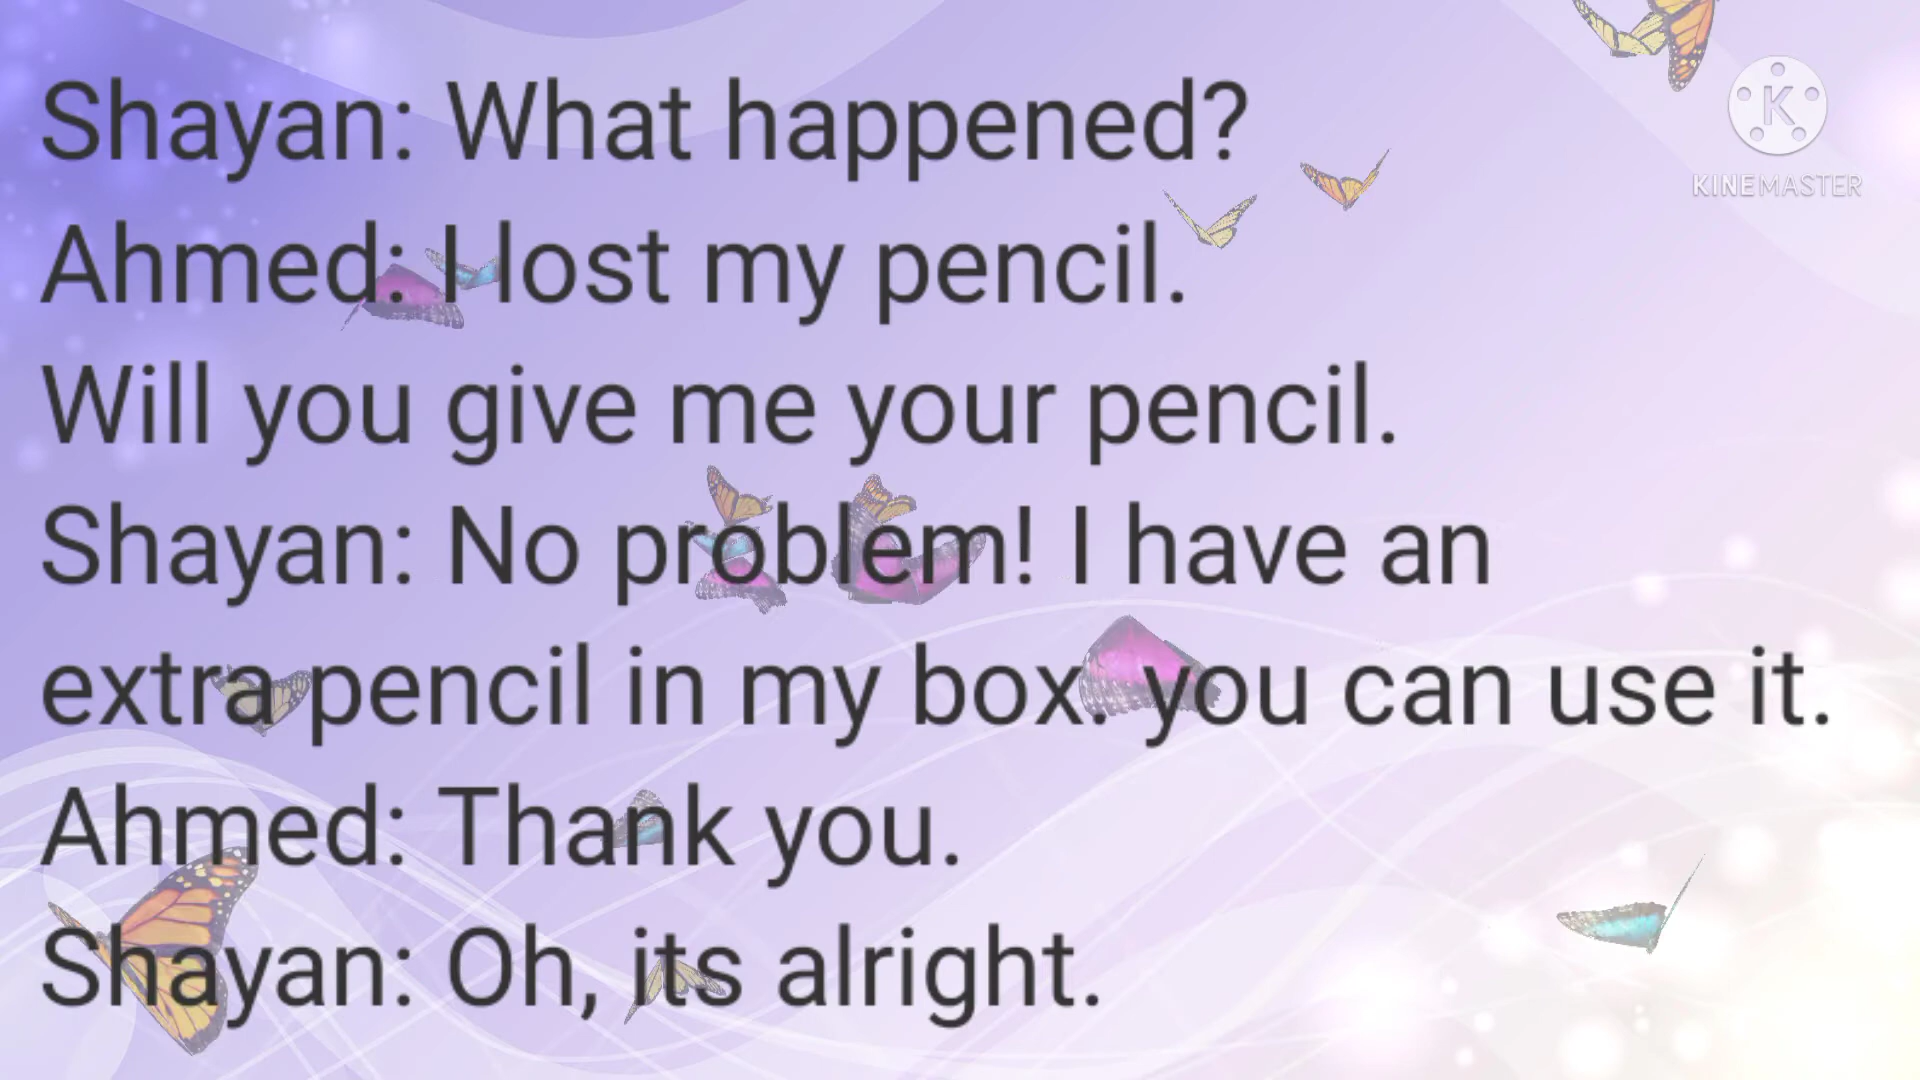 Shayan: What happened?
Ahmed: I lost my pencil.
Will you give me your pencil.
Shayan: No problem! I have an
extra pencil in my box. you can use it.
Ahmed: Thank you.
Shayan: Oh, its alright.
K
KINEMASTER